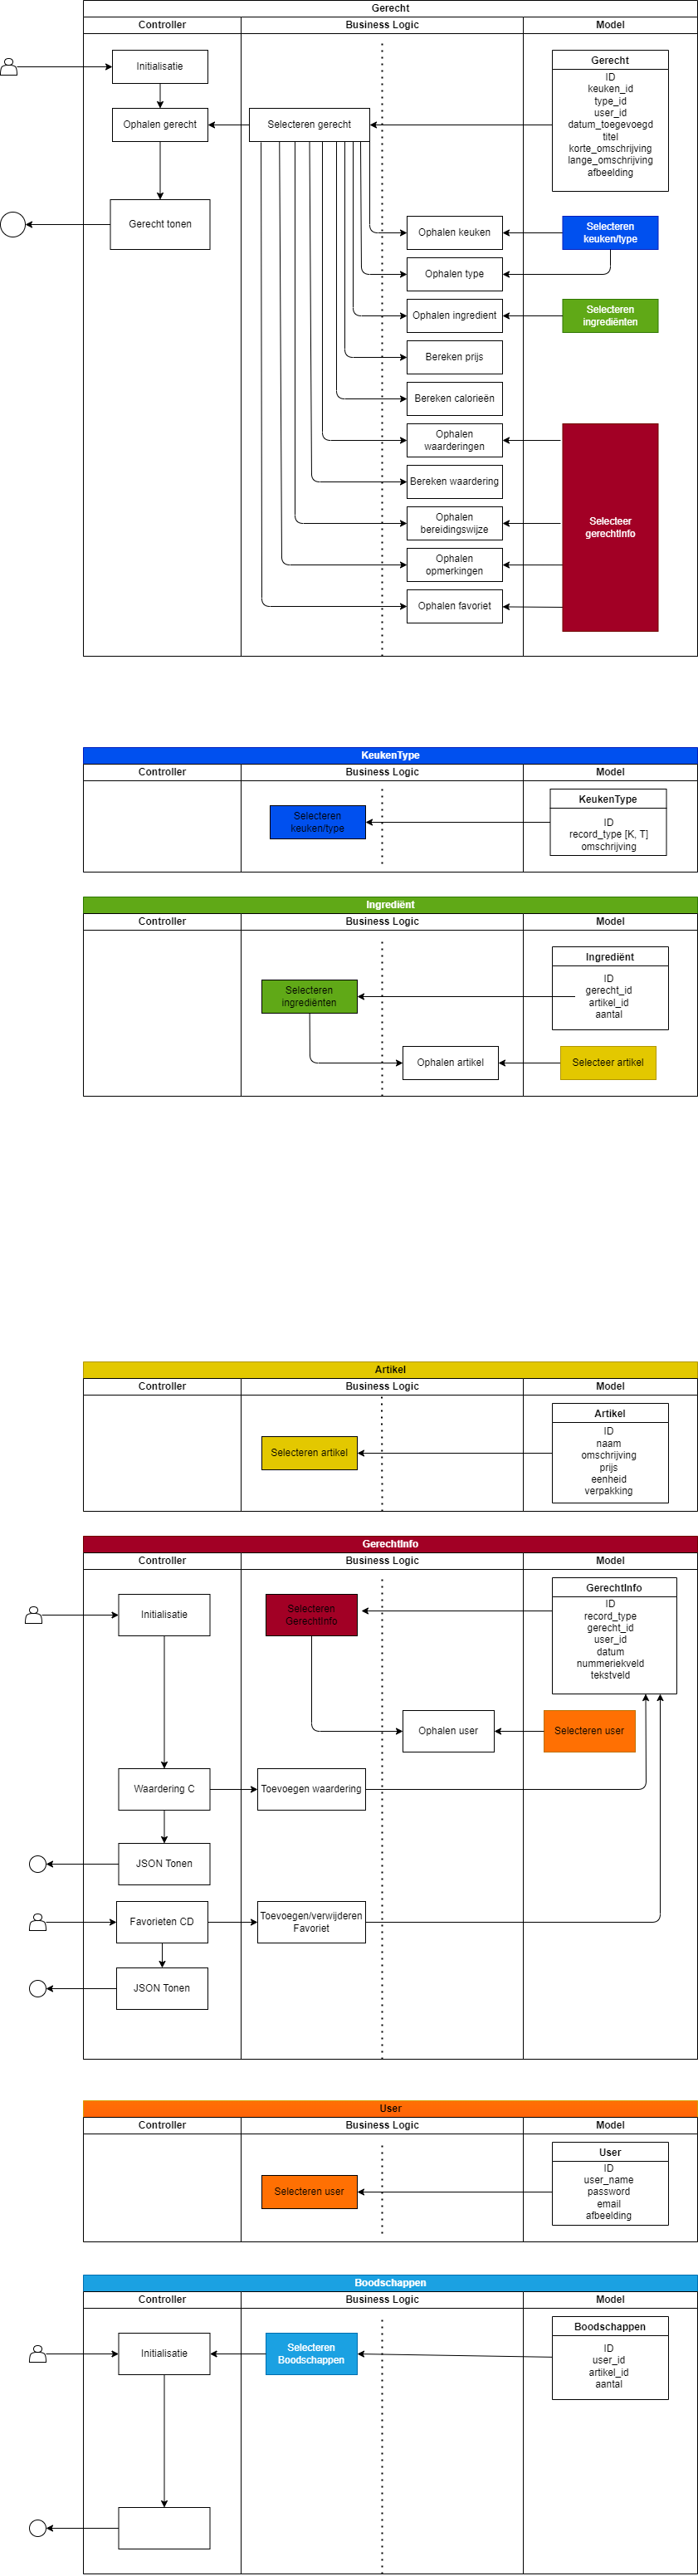 Gerecht
Controller
Business Logic
Model
Initialisatie
Gerecht
ID
keuken_id
type_id
user_id
datum_toegevoegd
titel
korte_omschrijving
lange_omschrijving
afbeelding
Ophalen gerecht
Selecteren gerecht
Gerecht tonen
Ophalen keuken
Selecteren
keuken/type
Ophalen type
Ophalen ingredient
Selecteren
ingrediënten
Bereken prijs
Bereken calorieën
Ophalen
waarderingen
Bereken waardering
Ophalen
bereidingswijze
Selecteer
gerechtInfo
Ophalen
opmerkingen
Ophalen favoriet
KeukenType
Controller
Business Logic
Model
Selecteren
keuken/type
KeukenType
ID
record_type [K, T]
omschrijving
Ingrediënt
Controller
Business Logic
Model
Selecteren
ingrediënten
Ingrediënt
ID
gerecht_id
artikel_id
aantal
Ophalen artikel
Selecteer artikel
Artikel
Controller
Business Logic
Model
Selecteren artikel
Artikel
ID
naam
omschrijving
prijs
eenheid
verpakking
GerechtInfo
Controller
Business Logic
Model
Initialisatie
Selecteren
GerechtInfo
GerechtInfo
ID
record_type
gerecht_id
user_id
datum
nummeriekveld
tekstveld
Ophalen user
Selecteren user
Waardering C
Toevoegen waardering
JSON Tonen
Favorieten CD
Toevoegen/verwijderen
Favoriet
JSON Tonen
User
Controller
Business Logic
Model
Selecteren user
User
ID
user_name
password
email
afbeelding
Boodschappen
Controller
Business Logic
Model
Initialisatie
Selecteren
Boodschappen
Boodschappen
ID
user_id
artikel_id
aantal